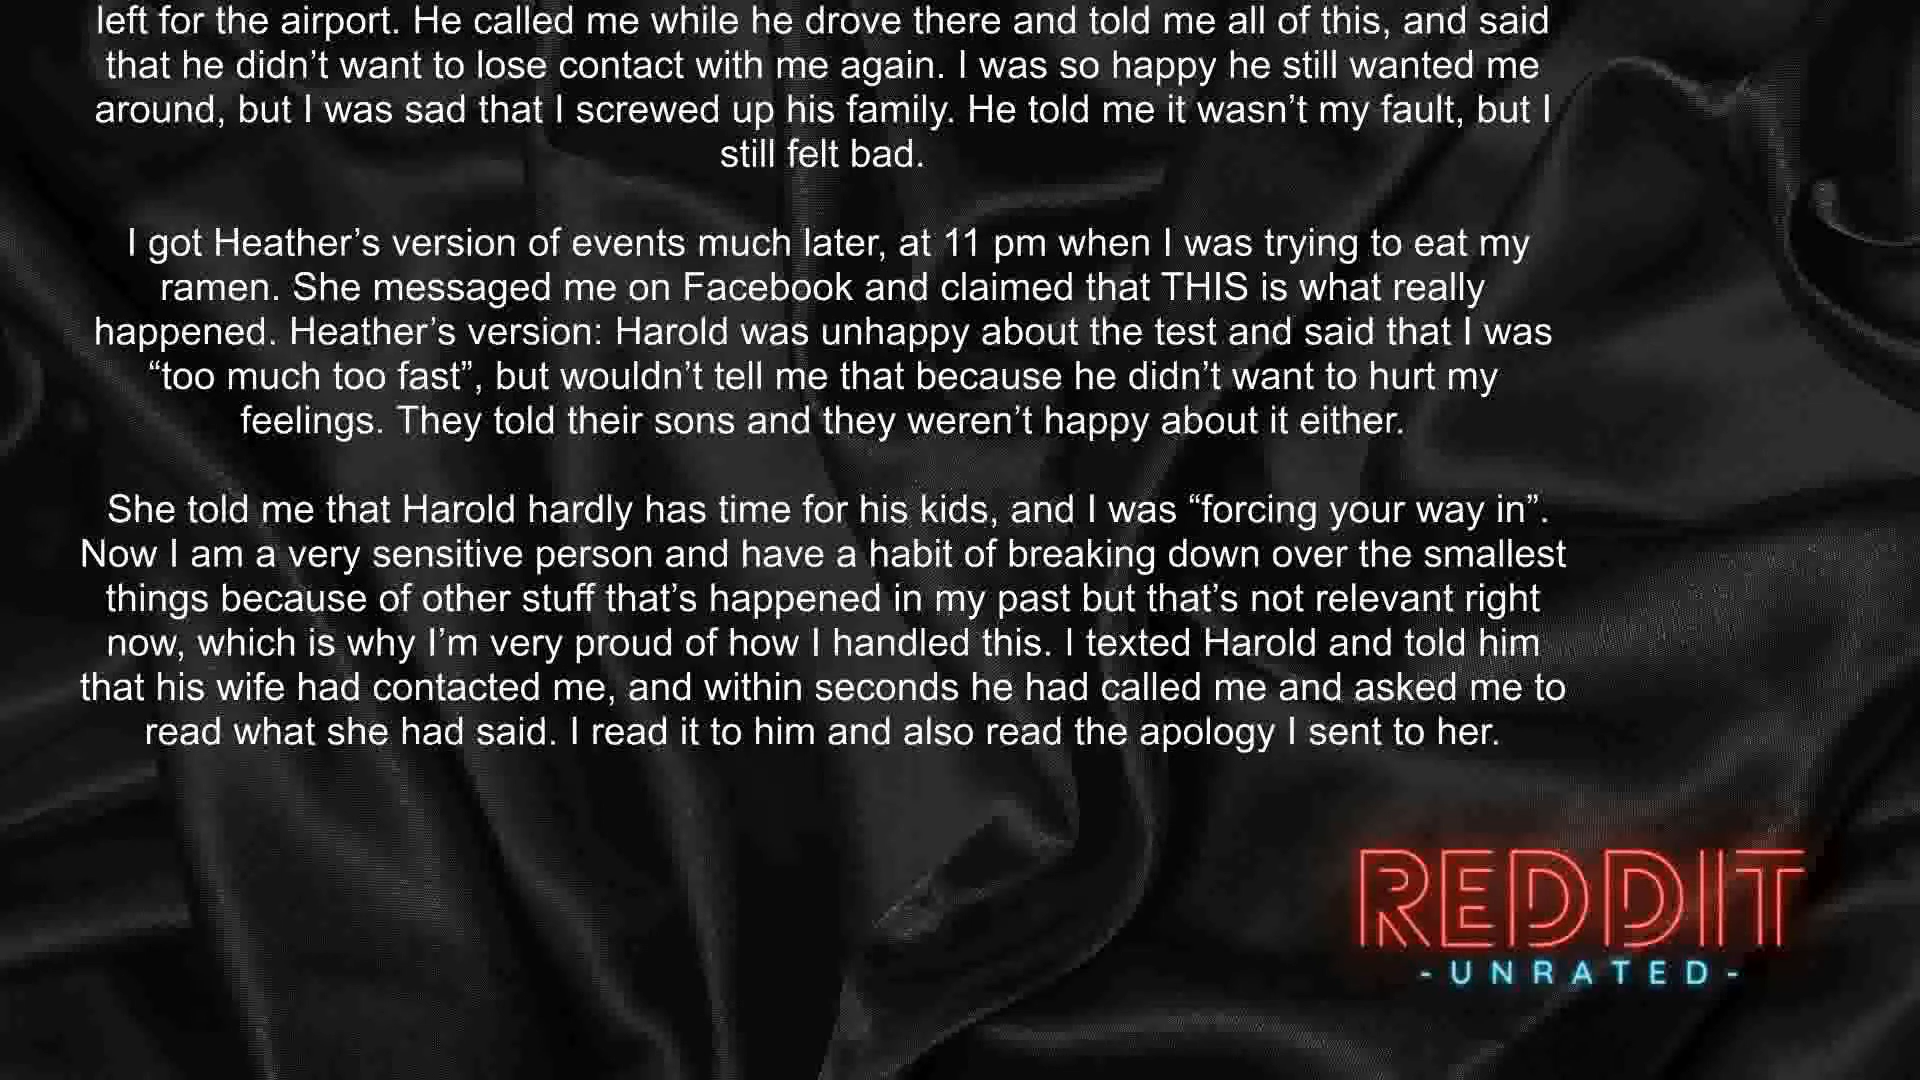 left for the airport. He called me while he drove there and told me all of this, and said
that he didn’t want to lose contact with me again. I was so happy he still wanted me
around, but I was sad that I screwed up his family. He told me it wasn’t my fault, but I
still felt bad.
I got Heather’s version of events much later, at 11 pm when I was trying to eat my
ramen. She messaged me on Facebook and claimed that THIS is what really
happened. Heather’s version: Harold was unhappy about the test and said that I was
“too much too fast”, but wouldn’t tell me that because he didn’t want to hurt my
feelings. They told their sons and they weren’t happy about it either.
She told me that Harold hardly has time for his kids, and I was “forcing your way in”.
Now I am a very sensitive person and have a habit of breaking down over the smallest
things because of other stuff that’s happened in my past but that’s not relevant right
now, which is why I’m very proud of how I handled this. I texted Harold and told him
that his wife had contacted me, and within seconds he had called me and asked me to
read what she had said. I read it to him and also read the apology I sent to her.
REDDIT
- UNRATED -